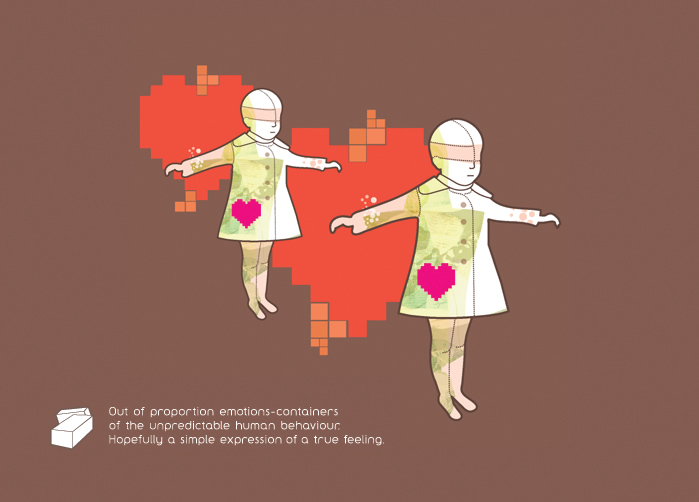 Out of proportion emotions-containers
of the unpredictable human behaviour.
Hopefully a simple expression of a true feeling.